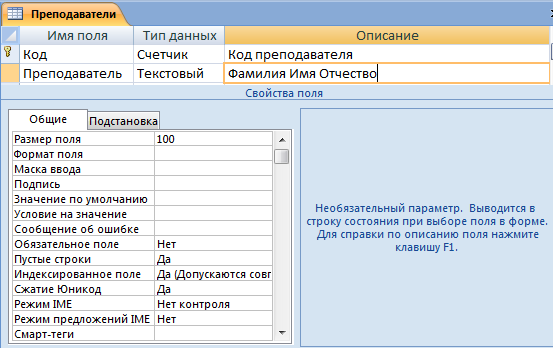 Преподаватели
Имя поля Тип данных Описание
Код Счетчик Код преподавателя
Преподаватель Текстовый Фамилия Имя Отчество
Свойства поля
Общие Подстановка
Размер поля 100
Формат поля
Маска ввода
Подпись
Значение по умолчанию
Условие на значение
Сообщение об ошибке
Обязательное поле Нет
Пустые строки Да
Индексированное поле Да (Допускаются совп
Сжатие Юникод Да
Режим IME Нет контроля
Режим предложений IME Нет
Смарт-теги
Необязательный параметр. Выводится в
строку состояния при выборе поля в форме.
Для справки по описанию поля нажмите
клавишу F1.